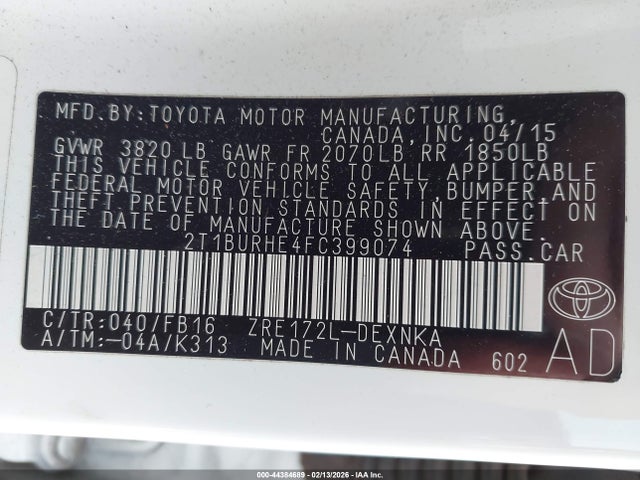 MFD.BY:TOYOTA MOTOR MANUFACTURING,
CANADA,INC.04/15
GVWR 3820 LB GAWR FR 2070LB RR 1850LB
THIS VEHICLE CONFORMS TO ALL APPLICABLE
FEDERAL MOTOR VEHICLE SAFETY,BUMPER,AND
THEFT PREVENTION STANDARDS IN EFFECT ON
THE DATE OF MANUFACTURE SHOWN ABOVE.
2T1BURHE4FC399074 PASS.CAR
C/TR:040/FB16 ZRE172L-DEXNKA
A/TM:-04A/K313 MADE IN CANADA 602 AD
000-44384689 - 02/13/2026 - IAA Inc.